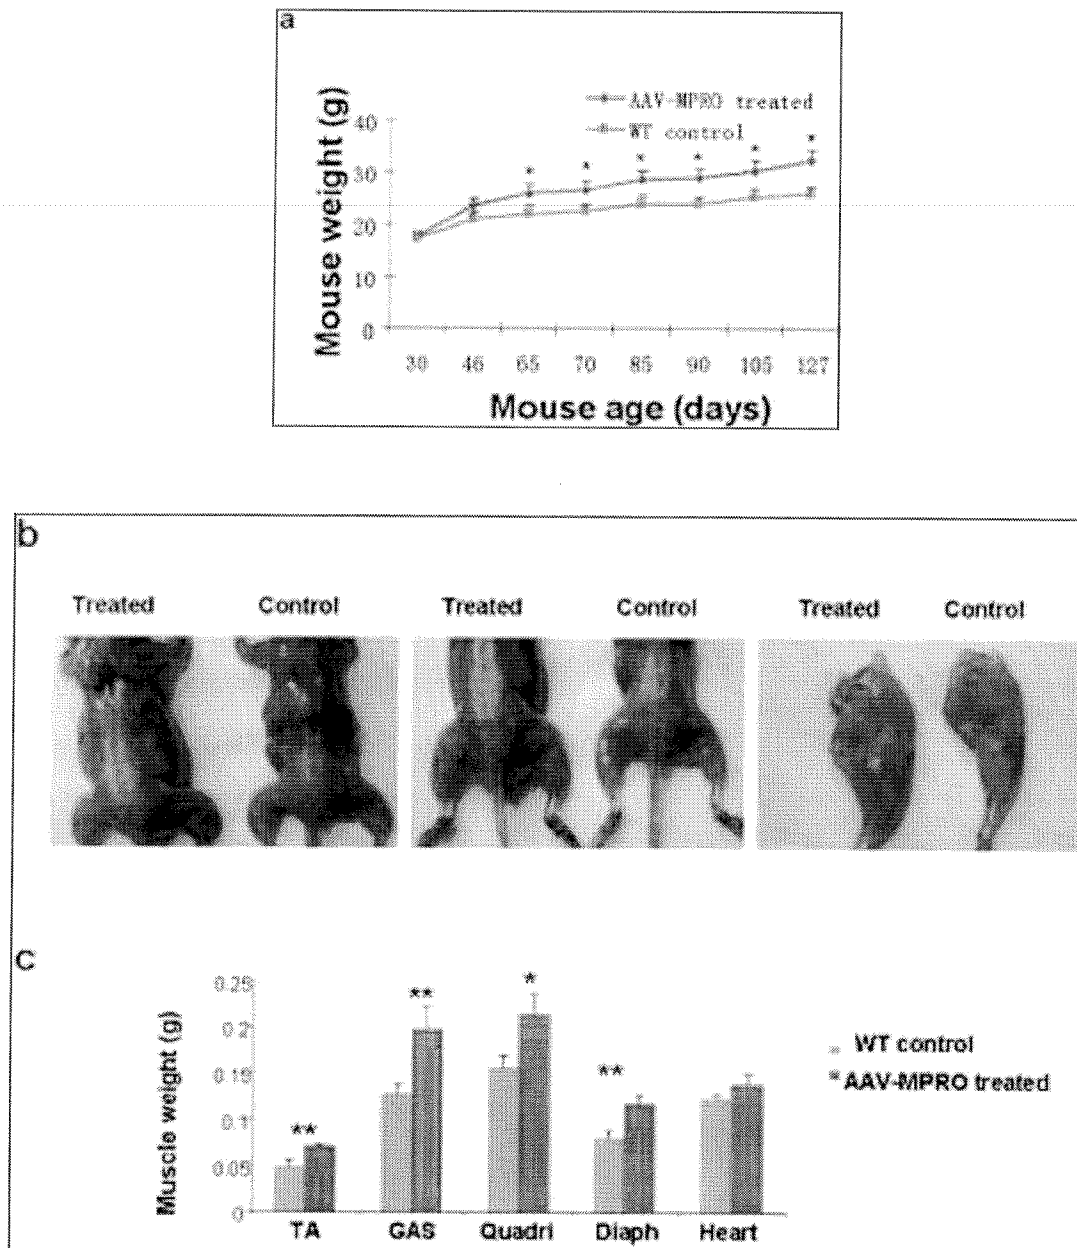 a
AAV-MPRO treated
WT control
Mouse weight (g)
40
30
20
10
0
* * * * * *
30 46 65 70 85 90 105 127
Mouse age (days)
b
Treated Control Treated Control Treated Control
c
Muscle weight (g)
0.25
0.2
0.15
0.1
0.05
0
** ** * **
WT control
AAV-MPRO treated
TA GAS Quadri Diaph Heart